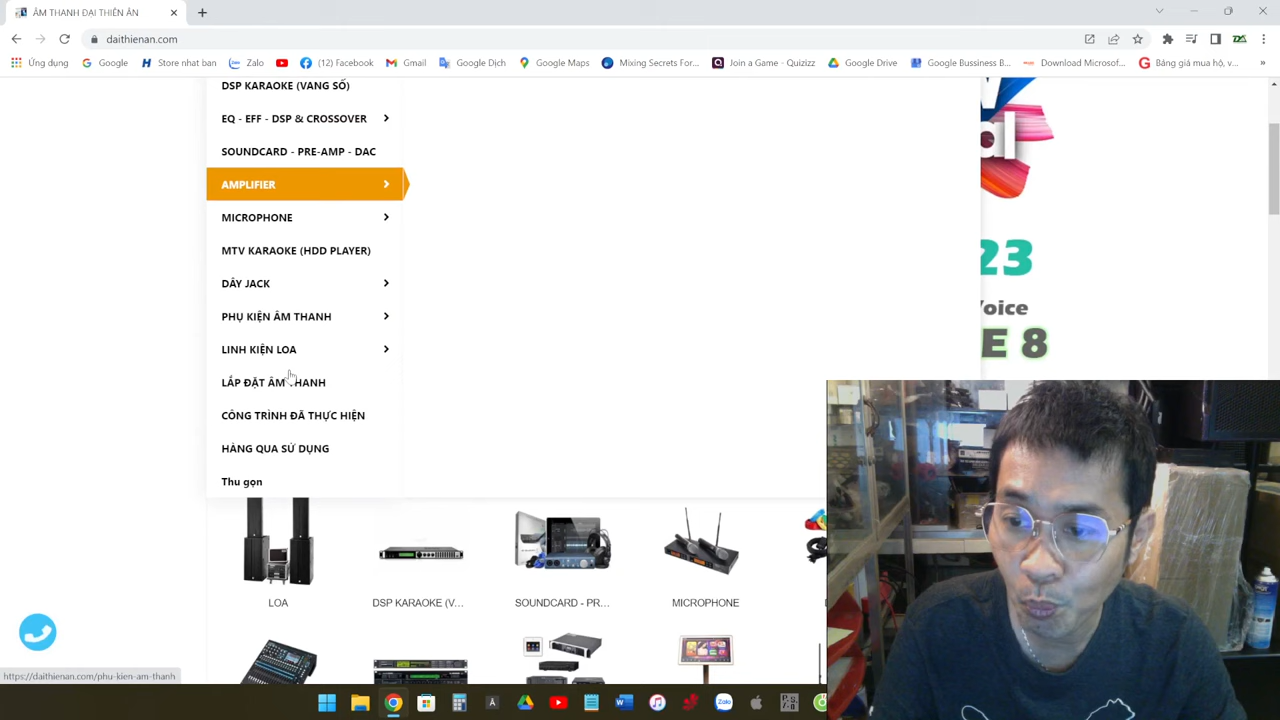 ÂM THANH ĐẠI THIÊN ÂN
daithienan.com
Ứng dụng
Google
Store nhat ban
Zalo
(12) Facebook
Gmail
Google Dịch
Google Maps
Mixing Secrets For...
Join a Game - Quizizz
Google Drive
Google Bussiness B...
Download Microsof...
Bảng giá mua hộ, v...
DSP KARAOKE (VANG SỐ)
EQ - EFF - DSP & CROSSOVER
SOUNDCARD - PRE-AMP - DAC
AMPLIFIER
MICROPHONE
MTV KARAOKE (HDD PLAYER)
DÂY JACK
PHỤ KIỆN ÂM THANH
LINH KIỆN LOA
LẮP ĐẶT ÂM HANH
CÔNG TRÌNH ĐÃ THỰC HIỆN
HÀNG QUA SỬ DỤNG
Thu gọn
23
Voice
E 8
LOA
DSP KARAOKE (V...
SOUNDCARD - PR...
MICROPHONE
https://daithienan.com/phu-kien-am-thanh